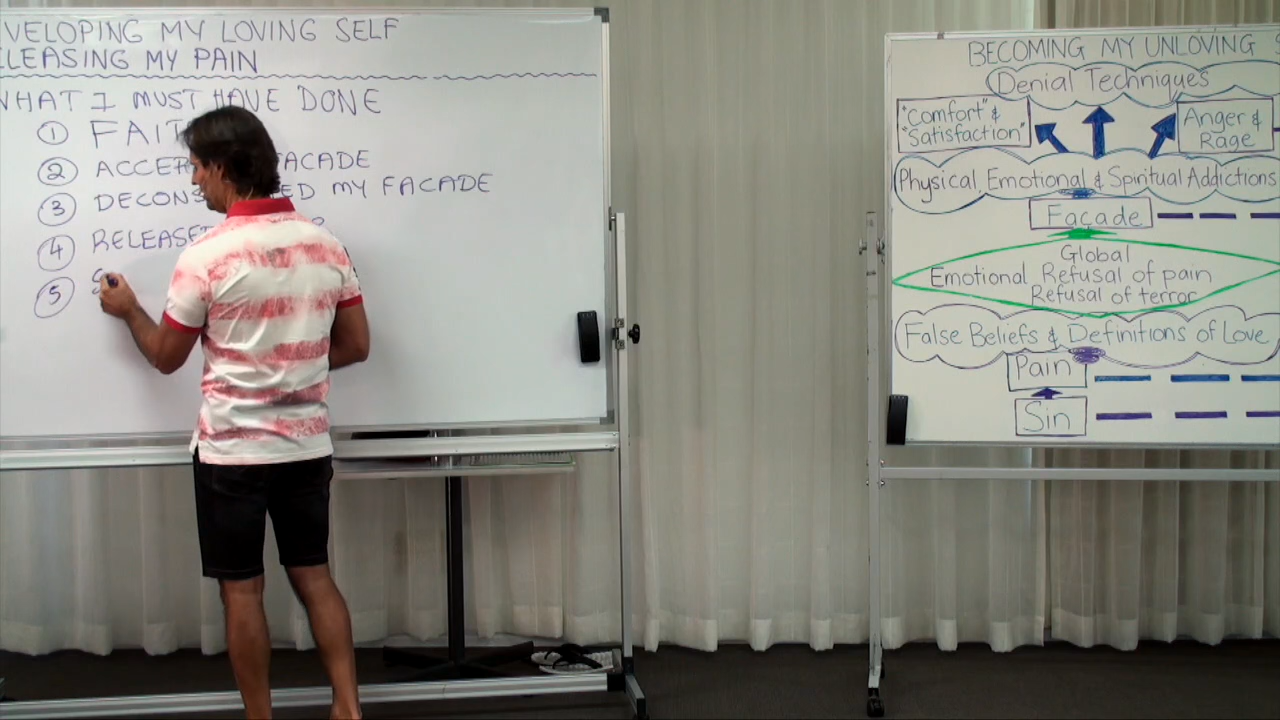 VELOPING MY LOVING SELF
LEASING MY PAIN
WHAT I MUST HAVE DONE
1 FAIT
2 ACCEP FACADE
3 DECONS ED MY FACADE
4 RELEASED
5 S
BECOMING MY UNLOVING S
Denial Techniques
"Comfort" &
"Satisfaction"
Anger &
Rage
Physical, Emotional & Spiritual Addictions
Façade
Global
Emotional Refusal of pain
Refusal of terror
False Beliefs & Definitions of Love
Pain
Sin